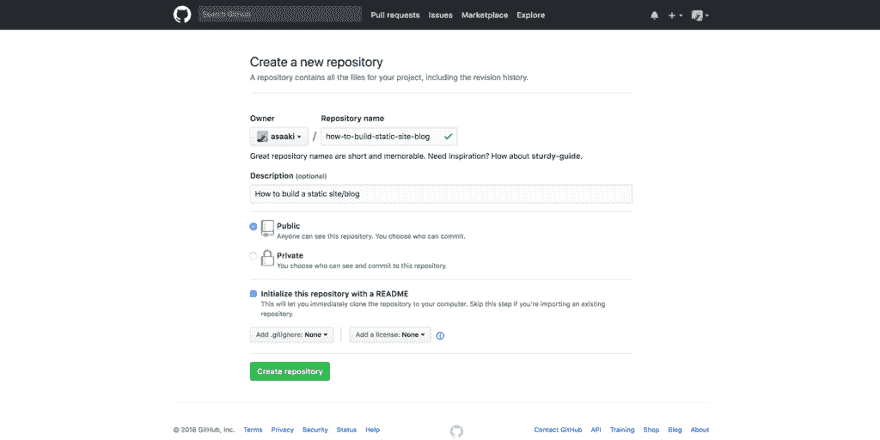 Search GitHub
Pull requests Issues Marketplace Explore
Create a new repository
A repository contains all the files for your project, including the revision history.
Owner Repository name
asaaki / how-to-build-static-site-blog
Great repository names are short and memorable. Need inspiration? How about sturdy-guide.
Description (optional)
How to build a static site/blog
Public
Anyone can see this repository. You choose who can commit.
Private
You choose who can see and commit to this repository.
Initialize this repository with a README
This will let you immediately clone the repository to your computer. Skip this step if you're importing an existing
repository.
Add .gitignore: None Add a license: None
Create repository
© 2018 GitHub, Inc. Terms Privacy Security Status Help Contact GitHub API Training Shop Blog About